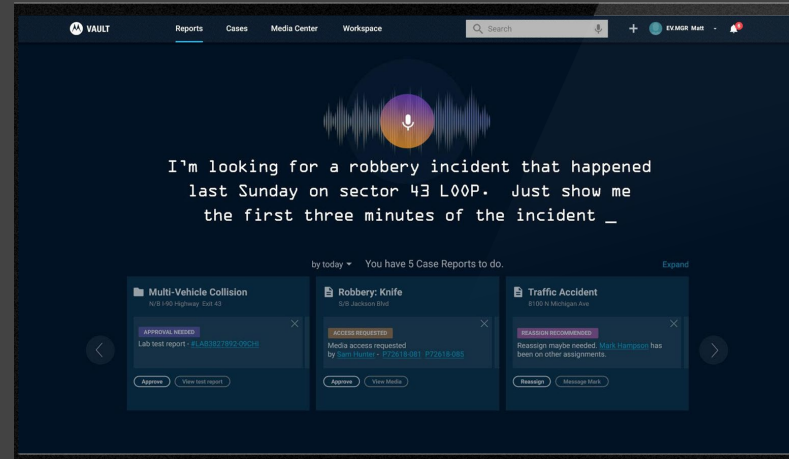 VAULT
Reports Cases Media Center Workspace
Search
EV.MGR Matt
I'm looking for a robbery incident that happened
last Sunday on sector 43 LOOP. Just show me
the first three minutes of the incident _
by today You have 5 Case Reports to do.
Expand
Multi-Vehicle Collision
N/B I-90 Highway Exit 43
APPROVAL NEEDED
Lab test report - #LAB3827892-09CHI
Approve View test report
Robbery: Knife
S/B Jackson Blvd
ACCESS REQUESTED
Media access requested
by Sam Hunter - P72618-081 P72618-085
Approve View Media
Traffic Accident
8100 N Michigan Ave
REASSIGN RECOMMENDED
Reassign maybe needed. Mark Hampson has
been on other assignments.
Reassign Message Mark